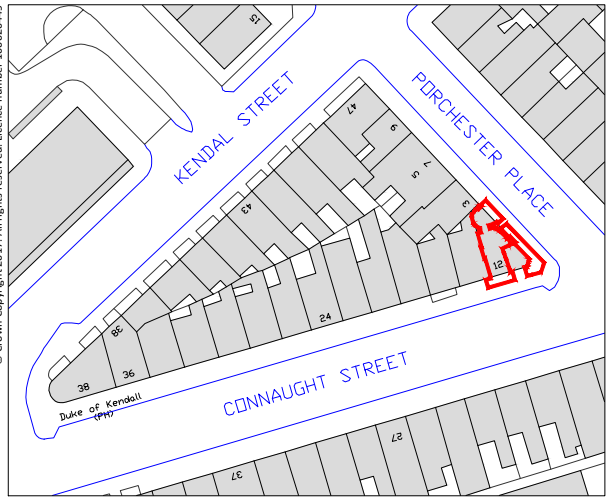 15
KENDAL STREET
PORCHESTER PLACE
47
9
7
5
3
43
12
38
24
38
36
Duke of Kendall
(PH)
CONNAUGHT STREET
27
37